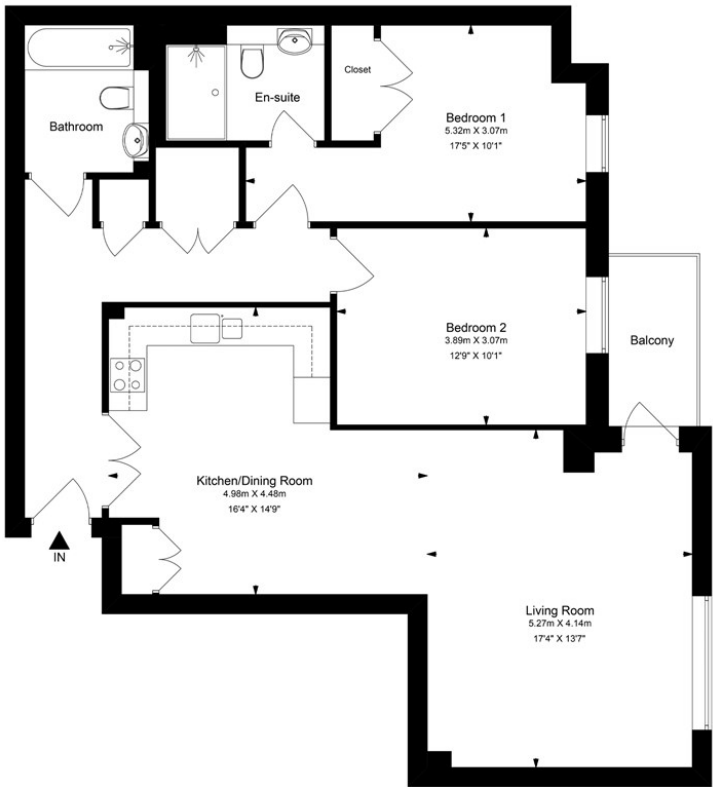 Closet
En-suite
Bathroom
Bedroom 1
5.32m X 3.07m
17'5" X 10'1"
Bedroom 2
3.89m X 3.07m
12'9" X 10'1"
Balcony
Kitchen/Dining Room
4.98m X 4.48m
16'4" X 14'9"
IN
Living Room
5.27m X 4.14m
17'4" X 13'7"